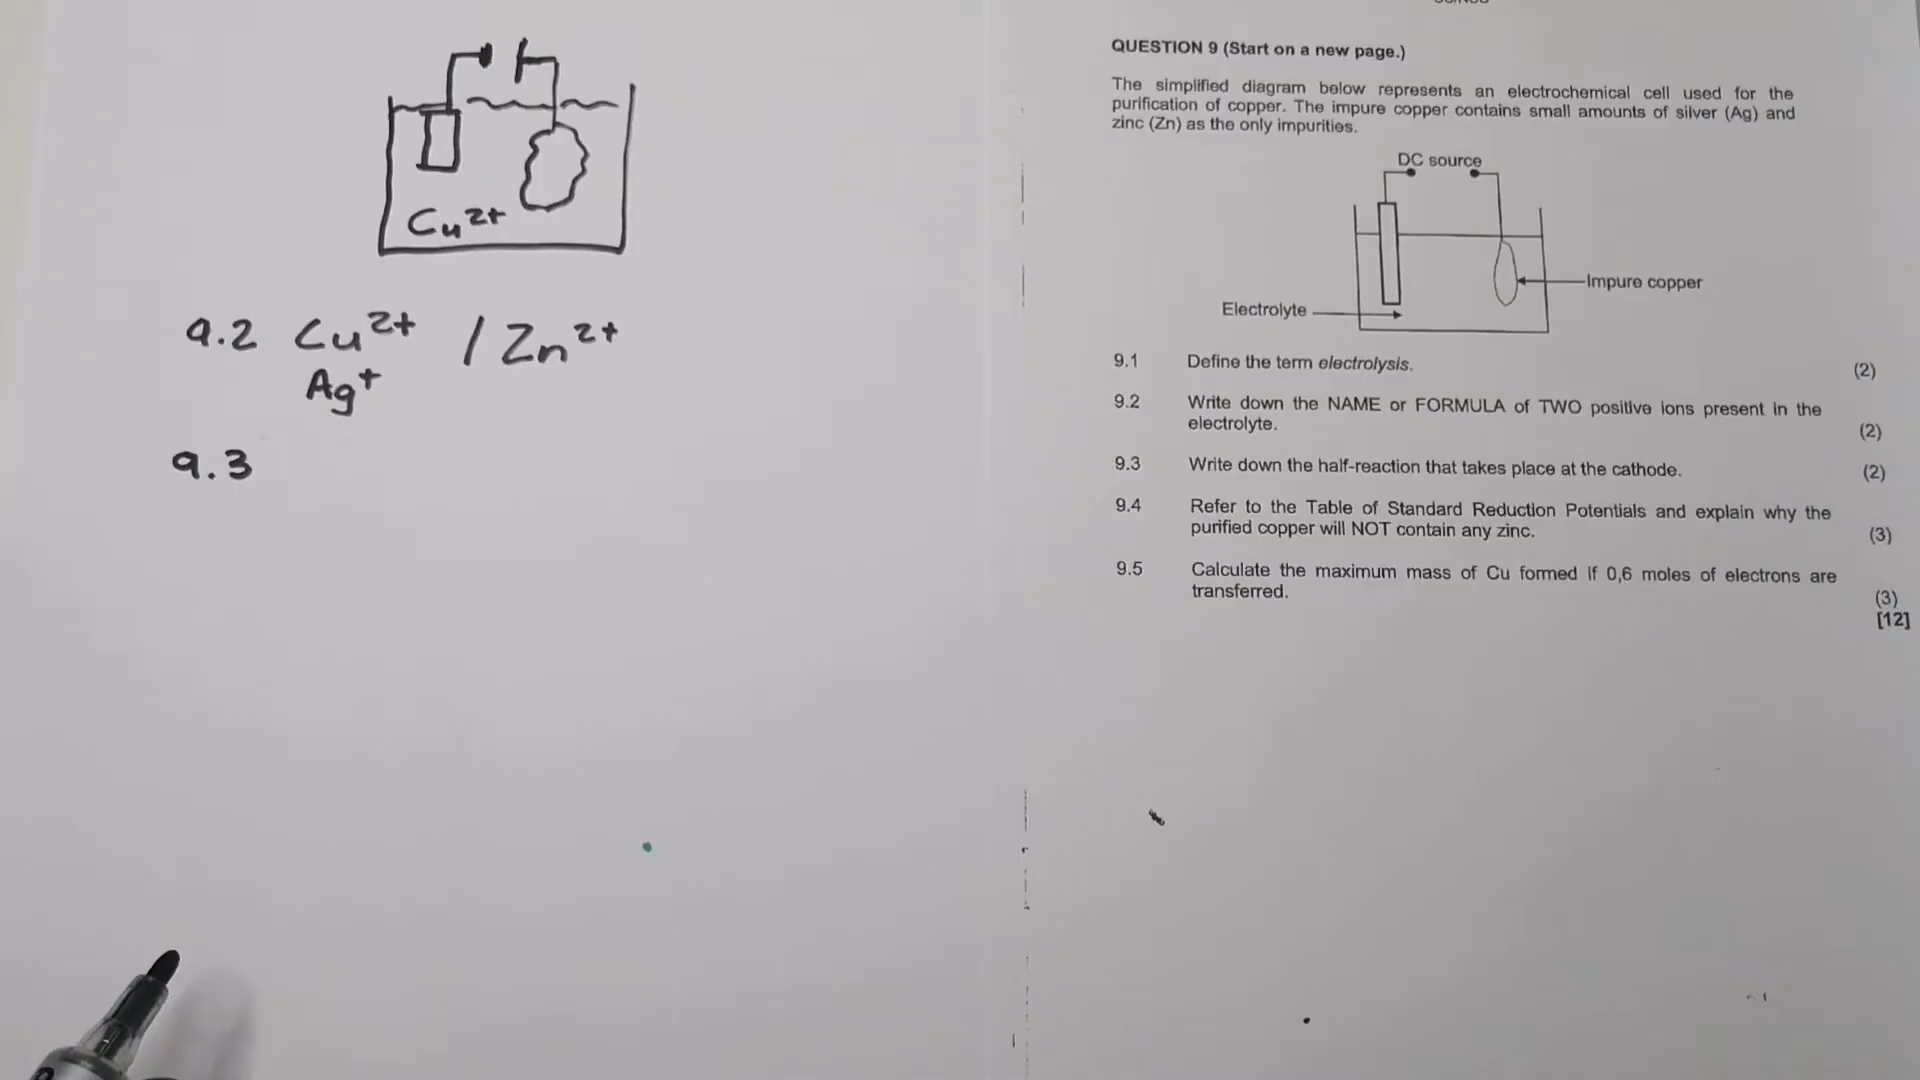 Cu²⁺
9.2 Cu²⁺ / Zn²⁺
Ag⁺
9.3
QUESTION 9 (Start on a new page.)
The simplified diagram below represents an electrochemical cell used for the
purification of copper. The impure copper contains small amounts of silver (Ag) and
zinc (Zn) as the only impurities.
DC source
Impure copper
Electrolyte
9.1 Define the term electrolysis. (2)
9.2 Write down the NAME or FORMULA of TWO positive ions present in the
electrolyte. (2)
9.3 Write down the half-reaction that takes place at the cathode. (2)
9.4 Refer to the Table of Standard Reduction Potentials and explain why the
purified copper will NOT contain any zinc. (3)
9.5 Calculate the maximum mass of Cu formed if 0,6 moles of electrons are
transferred. (3)
[12]